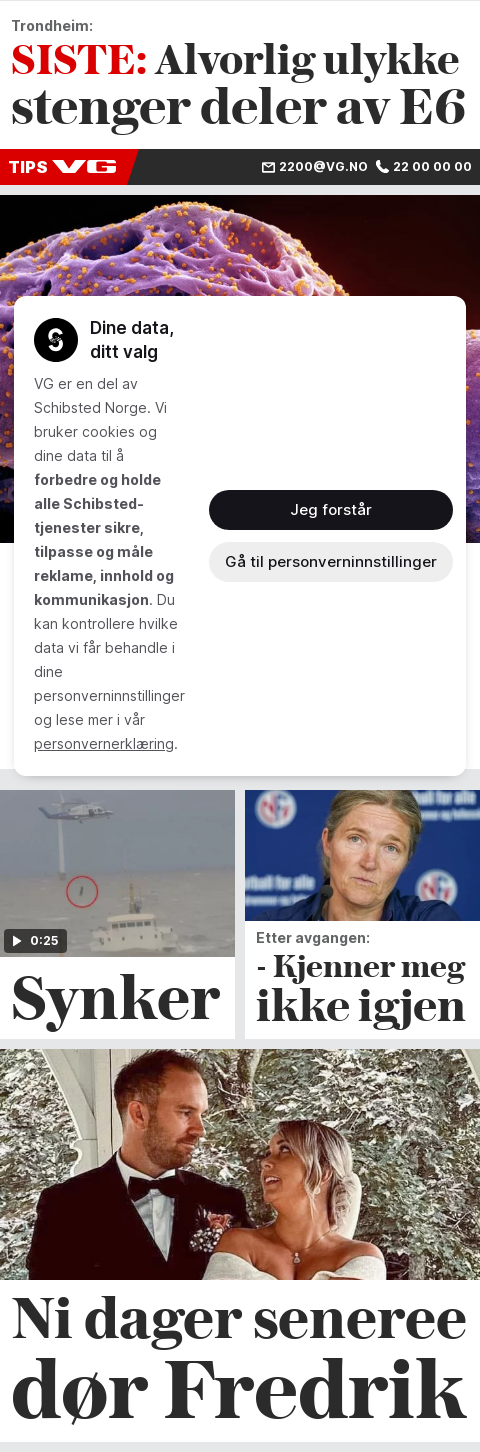 Trondheim:
SISTE: Alvorlig ulykke
stenger deler av E6
TIPS VG
2200@VG.NO
22 00 00 00
Dine data,
ditt valg
VG er en del av
Schibsted Norge. Vi
bruker cookies og
dine data til å
forbedre og holde
alle Schibsted-
tjenester sikre,
tilpasse og måle
reklame, innhold og
kommunikasjon. Du
kan kontrollere hvilke
data vi får behandle i
dine
personverninnstillinger
og lese mer i vår
personvernerklæring.
Jeg forstår
Gå til personverninnstillinger
0:25
Synker
Etter avgangen:
- Kjenner meg
ikke igjen
Ni dager seneree
dør Fredrik